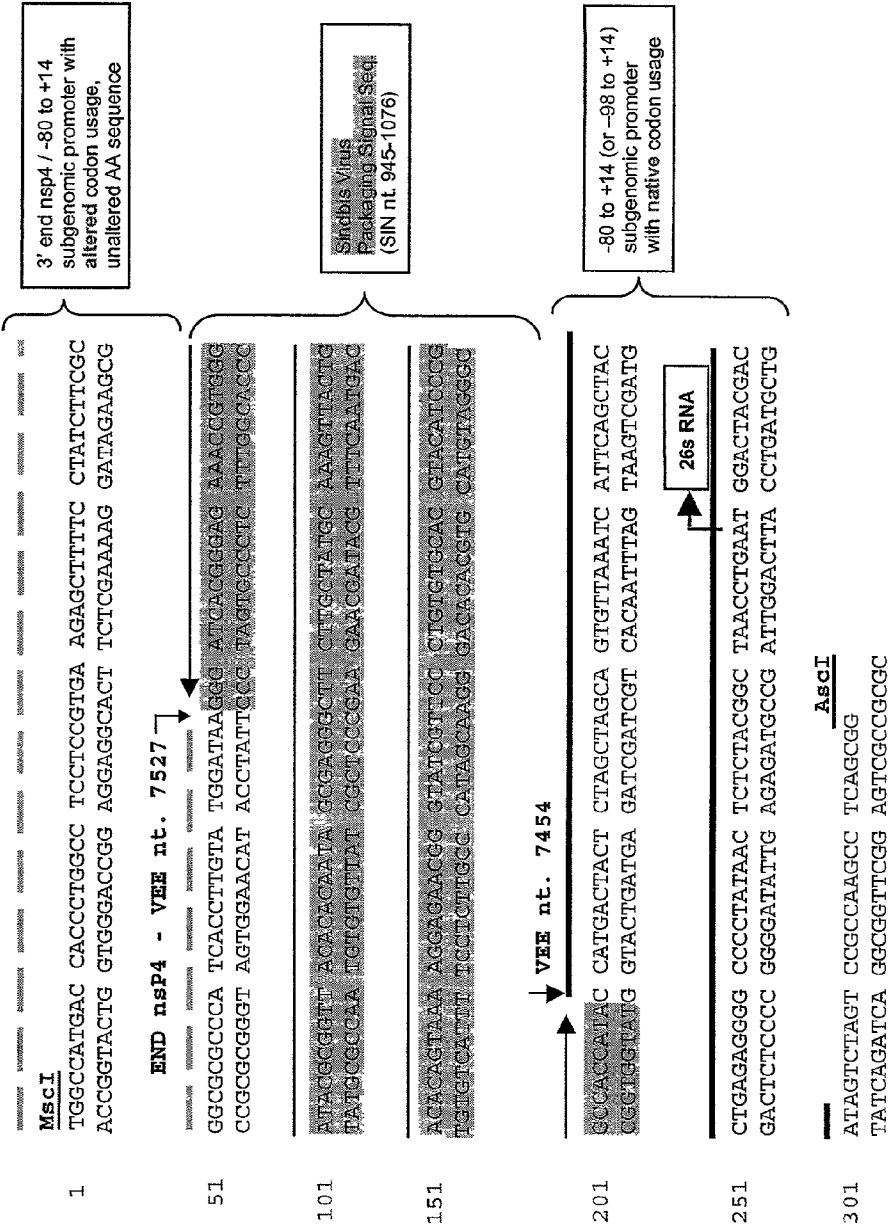 MscI
1 TGGCCATGAC CACCCTGGCC TCCTCCGTGA AGAGCTTTTC CTATCTTCGC
ACCGGTACTG GTGGGACCGG AGGAGGCACT TCTCGAAAAG GATAGAAGCG
3' end nsp4 / -80 to +14
subgenomic promoter with
altered codon usage,
unaltered AA sequence
END nsP4 - VEE nt. 7527
51 GGCGCGCCCA TCACCTTGTA TGGATAAGGG ATCACGGGAG AAACCGTGGG
CCGCGCGGGT AGTGGAACAT ACCTATTCCC TAGTGCCCTC TTTGGCACCC
101 ATACGCGGTT ACACACAATA GCGAGGGCTT CTTGCTATGC AAAGTTACTG
TATGCGCCAA TGTGTGTTAT CGCTCCCGAA GAACGATACG TTTCAATGAC
Sindbis Virus
Packaging Signal Seq.
(SIN nt. 945-1076)
151 ACACAGTAAA AGGAGAACGG GTATCGTTCC CTGTGTGCAC GTACATCCCG
TGTGTCATTT TCCTCTTGCC CATAGCAAGG GACACACGTG CATGTAGGGC
VEE nt. 7454
201 GCCACCATAC CATGACTACT CTAGCTAGCA GTGTTAAATC ATTCAGCTAC
CGGTGGTATG GTACTGATGA GATCGATCGT CACAATTTAG TAAGTCGATG
-80 to +14 (or –98 to +14)
subgenomic promoter
with native codon usage
26s RNA
251 CTGAGAGGGG CCCCTATAAC TCTCTACGGC TAACCTGAAT GGACTACGAC
GACTCTCCCC GGGGATATTG AGAGATGCCG ATTGGACTTA CCTGATGCTG
AscI
301 ATAGTCTAGT CCGCCAAGCC TCAGCGG
TATCAGATCA GGCGGTTCGG AGTCGCCGCGC